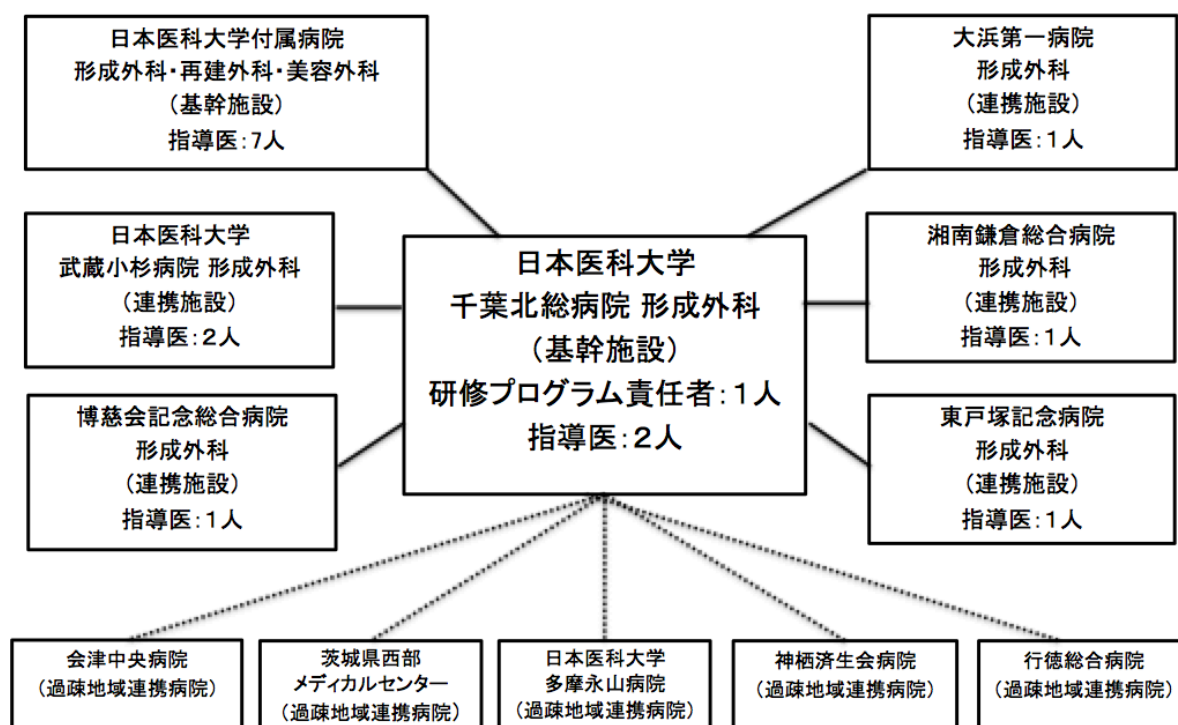 日本医科大学付属病院
形成外科・再建外科・美容外科
（基幹施設）
指導医：7人
大浜第一病院
形成外科
（連携施設）
指導医：１人
日本医科大学
武蔵小杉病院 形成外科
（連携施設）
指導医：２人
日本医科大学
千葉北総病院 形成外科
（基幹施設）
研修プログラム責任者：１人
指導医：２人
湘南鎌倉総合病院
形成外科
（連携施設）
指導医：１人
博慈会記念総合病院
形成外科
（連携施設）
指導医：１人
東戸塚記念病院
形成外科
（連携施設）
指導医：１人
会津中央病院
（過疎地域連携病院）
茨城県西部
メディカルセンター
（過疎地域連携病院）
日本医科大学
多摩永山病院
（過疎地域連携病院）
神栖済生会病院
（過疎地域連携病院）
行徳総合病院
（過疎地域連携病院）